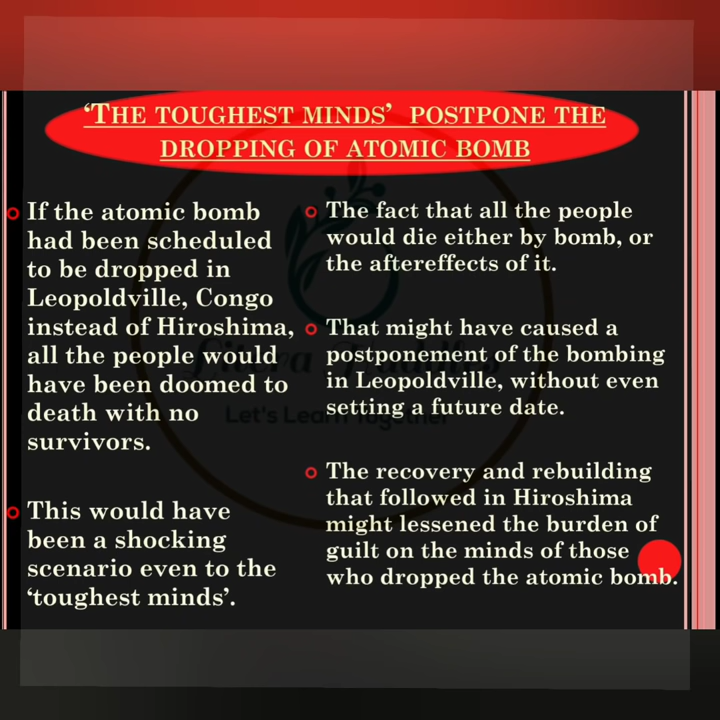 ‘THE TOUGHEST MINDS’ POSTPONE THE
DROPPING OF ATOMIC BOMB
If the atomic bomb
had been scheduled
to be dropped in
Leopoldville, Congo
instead of Hiroshima,
all the people would
have been doomed to
death with no
survivors.
This would have
been a shocking
scenario even to the
‘toughest minds’.
The fact that all the people
would die either by bomb, or
the aftereffects of it.
That might have caused a
postponement of the bombing
in Leopoldville, without even
setting a future date.
The recovery and rebuilding
that followed in Hiroshima
might lessened the burden of
guilt on the minds of those
who dropped the atomic bomb.
Let's Learn Together